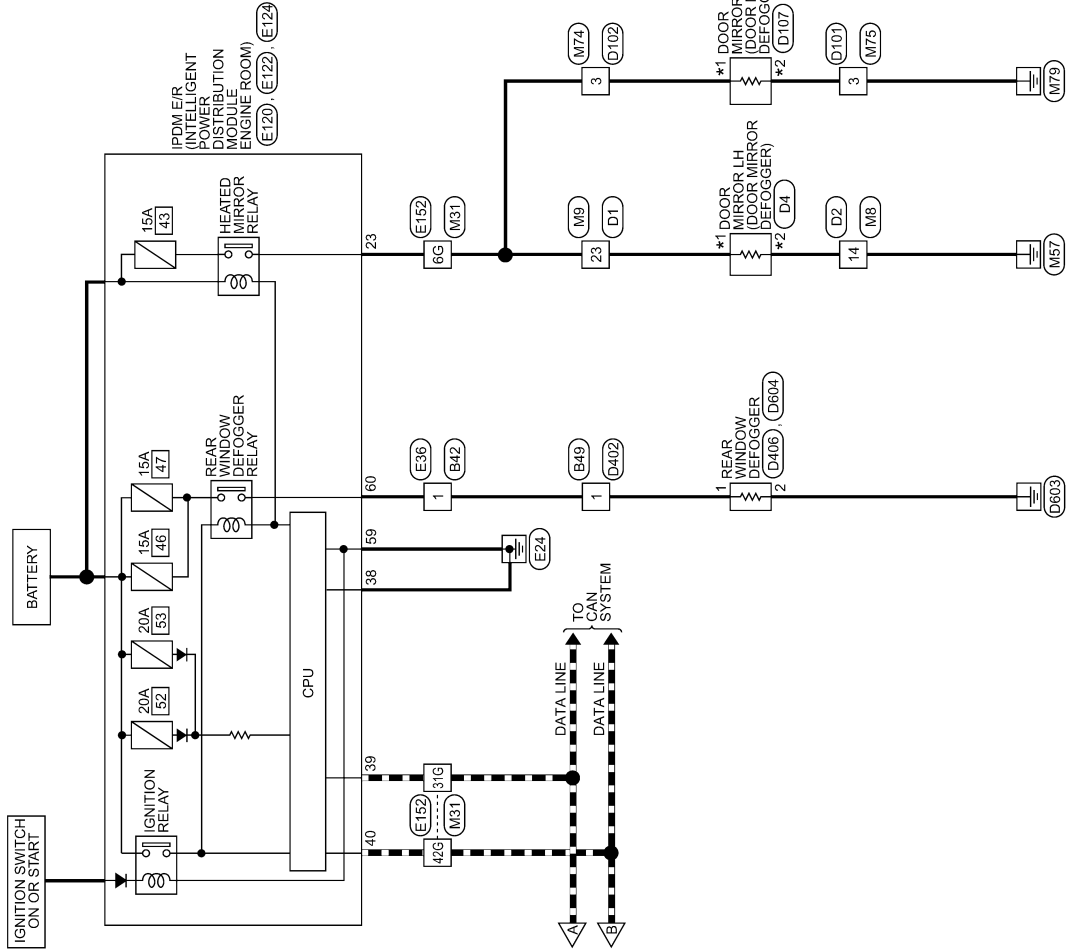 BATTERY
IGNITION SWITCH
ON OR START
IPDM E/R
(INTELLIGENT
POWER
DISTRIBUTION
MODULE
ENGINE ROOM)
E120 , E122 , E124
15A
43
HEATED
MIRROR
RELAY
15A
47
REAR
WINDOW
DEFOGGER
RELAY
15A
46
20A
53
20A
52
IGNITION
RELAY
CPU
23
60
59
38
39
40
E152
6G
M31
E36
1
B42
E24
31G
E152
M31
42G
M74
3
D102
M9
23
D1
B49
1
D402
TO
CAN
SYSTEM
DATA LINE
DATA LINE
A
B
*1
DOOR
MIRROR
(DOOR
DEFOGG
D107
*2
*1
DOOR
MIRROR LH
(DOOR MIRROR
DEFOGGER)
D4
*2
1
REAR
WINDOW
DEFOGGER
D406 , D604
2
D101
3
M75
D2
14
M8
M79
M57
D603